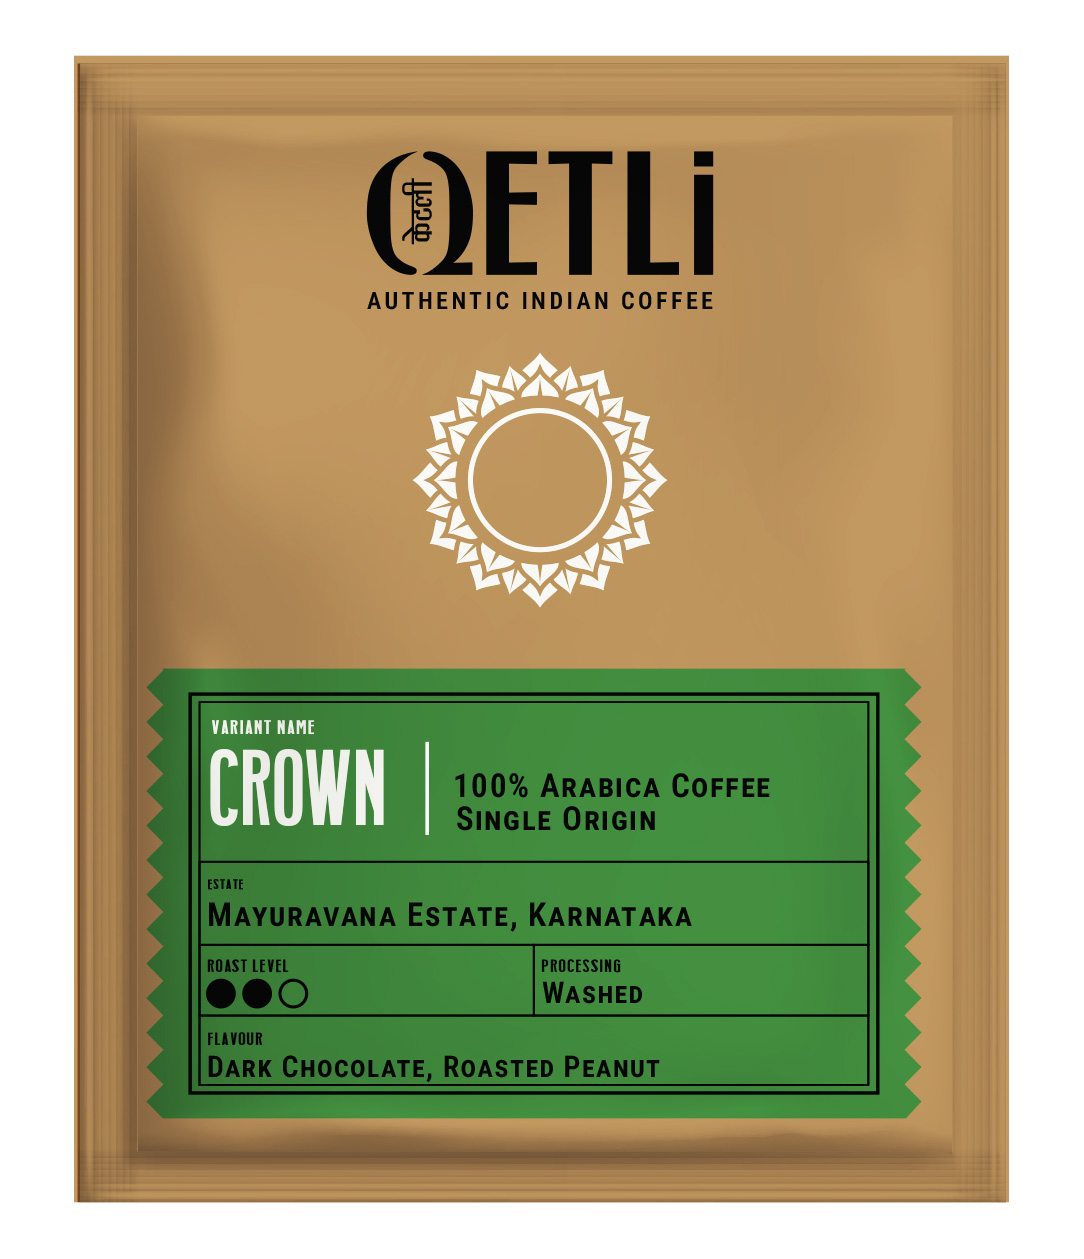 QETLi
केटली
AUTHENTIC INDIAN COFFEE
VARIANT NAME
CROWN
100% ARABICA COFFEE
SINGLE ORIGIN
ESTATE
MAYURAVANA ESTATE, KARNATAKA
ROAST LEVEL
PROCESSING
WASHED
FLAVOUR
DARK CHOCOLATE, ROASTED PEANUT